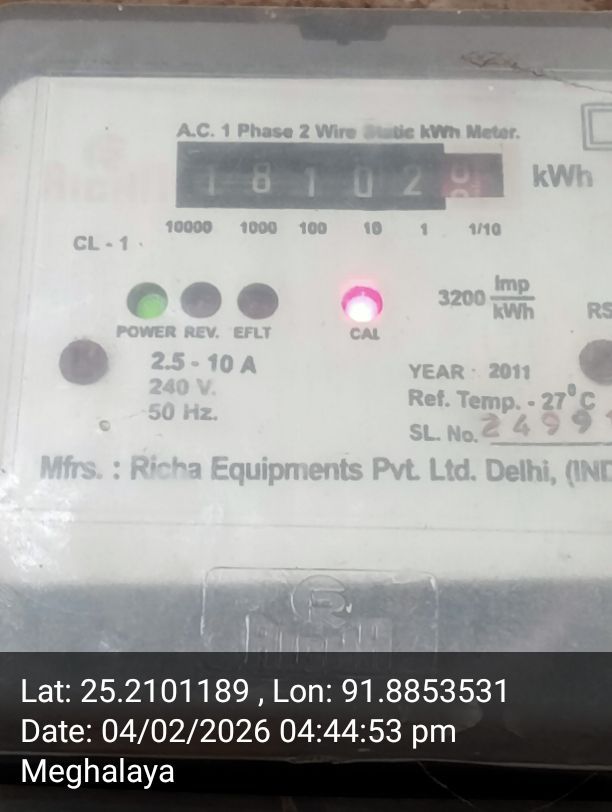 A.C. 1 Phase 2 Wire Static kWh Meter.
1 8 1 0 2 kWh
10000 1000 100 10 1 1/10
CL - 1
3200 Imp/kWh
POWER REV. EFLT CAL
RS
2.5 - 10 A
240 V.
50 Hz.
YEAR : 2011
Ref. Temp. - 27°C
SL. No. 2499
Mfrs. : Richa Equipments Pvt. Ltd. Delhi, (IND
Lat: 25.2101189 , Lon: 91.8853531
Date: 04/02/2026 04:44:53 pm
Meghalaya